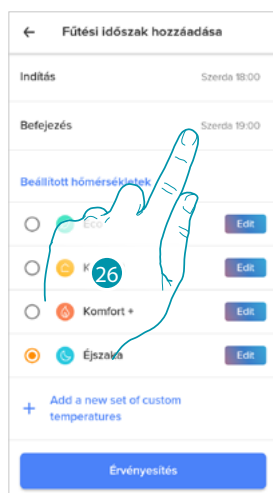 ← Fűtési időszak hozzáadása
Indítás Szerda 18:00
Befejezés Szerda 19:00
Beállított hőmérsékletek
Eco Edit
K Edit
26
Komfort + Edit
Éjszaka Edit
+ Add a new set of custom
temperatures
Érvényesítés